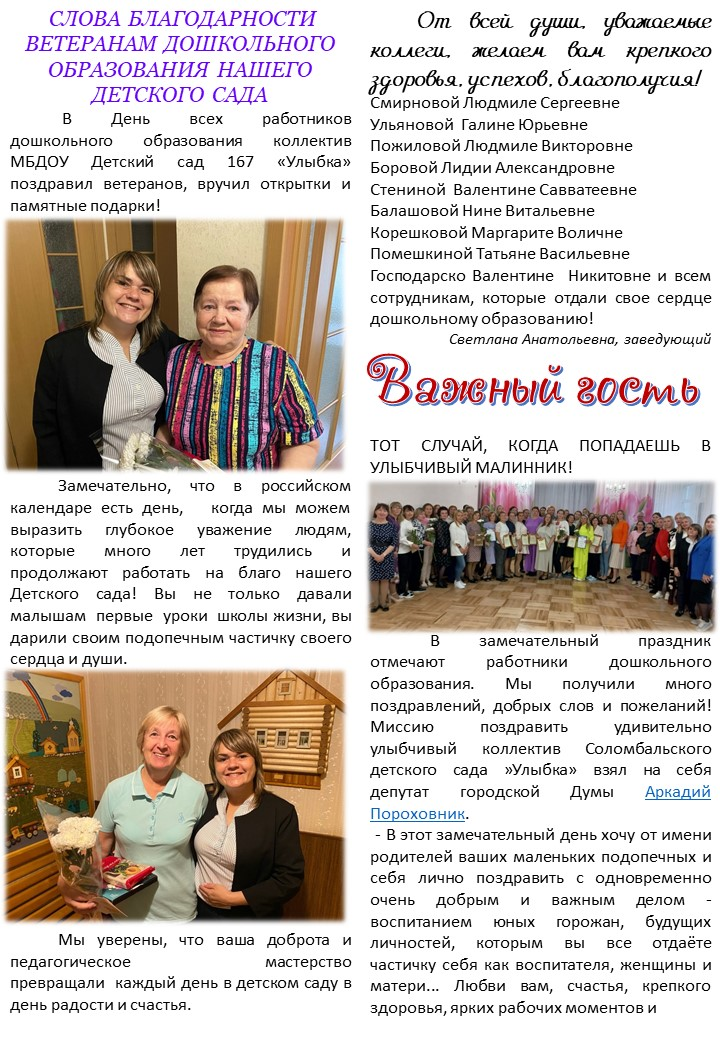 СЛОВА БЛАГОДАРНОСТИ
ВЕТЕРАНАМ ДОШКОЛЬНОГО
ОБРАЗОВАНИЯ НАШЕГО
ДЕТСКОГО САДА
В День всех работников
дошкольного образования коллектив
МБДОУ Детский сад 167 «Улыбка»
поздравил ветеранов, вручил открытки и
памятные подарки!
Замечательно, что в российском
календаре есть день, когда мы можем
выразить глубокое уважение людям,
которые много лет трудились и
продолжают работать на благо нашего
Детского сада! Вы не только давали
малышам первые уроки школы жизни, вы
дарили своим подопечным частичку своего
сердца и души.
Мы уверены, что ваша доброта и
педагогическое мастерство
превращали каждый день в детском саду в
день радости и счастья.
От всей души, уважаемые
коллеги, желаем вам крепкого
здоровья, успехов, благополучия!
Смирновой Людмиле Сергеевне
Ульяновой Галине Юрьевне
Пожиловой Людмиле Викторовне
Боровой Лидии Александровне
Стениной Валентине Савватеевне
Балашовой Нине Витальевне
Корешковой Маргарите Воличне
Помешкиной Татьяне Васильевне
Господарско Валентине Никитовне и всем
сотрудникам, которые отдали свое сердце
дошкольному образованию!
Светлана Анатольевна, заведующий
Важный гость
ТОТ СЛУЧАЙ, КОГДА ПОПАДАЕШЬ В
УЛЫБЧИВЫЙ МАЛИННИК!
В замечательный праздник
отмечают работники дошкольного
образования. Мы получили много
поздравлений, добрых слов и пожеланий!
Миссию поздравить удивительно
улыбчивый коллектив Соломбальского
детского сада »Улыбка» взял на себя
депутат городской Думы Аркадий
Пороховник.
- В этот замечательный день хочу от имени
родителей ваших маленьких подопечных и
себя лично поздравить с одновременно
очень добрым и важным делом -
воспитанием юных горожан, будущих
личностей, которым вы все отдаёте
частичку себя как воспитателя, женщины и
матери... Любви вам, счастья, крепкого
здоровья, ярких рабочих моментов и